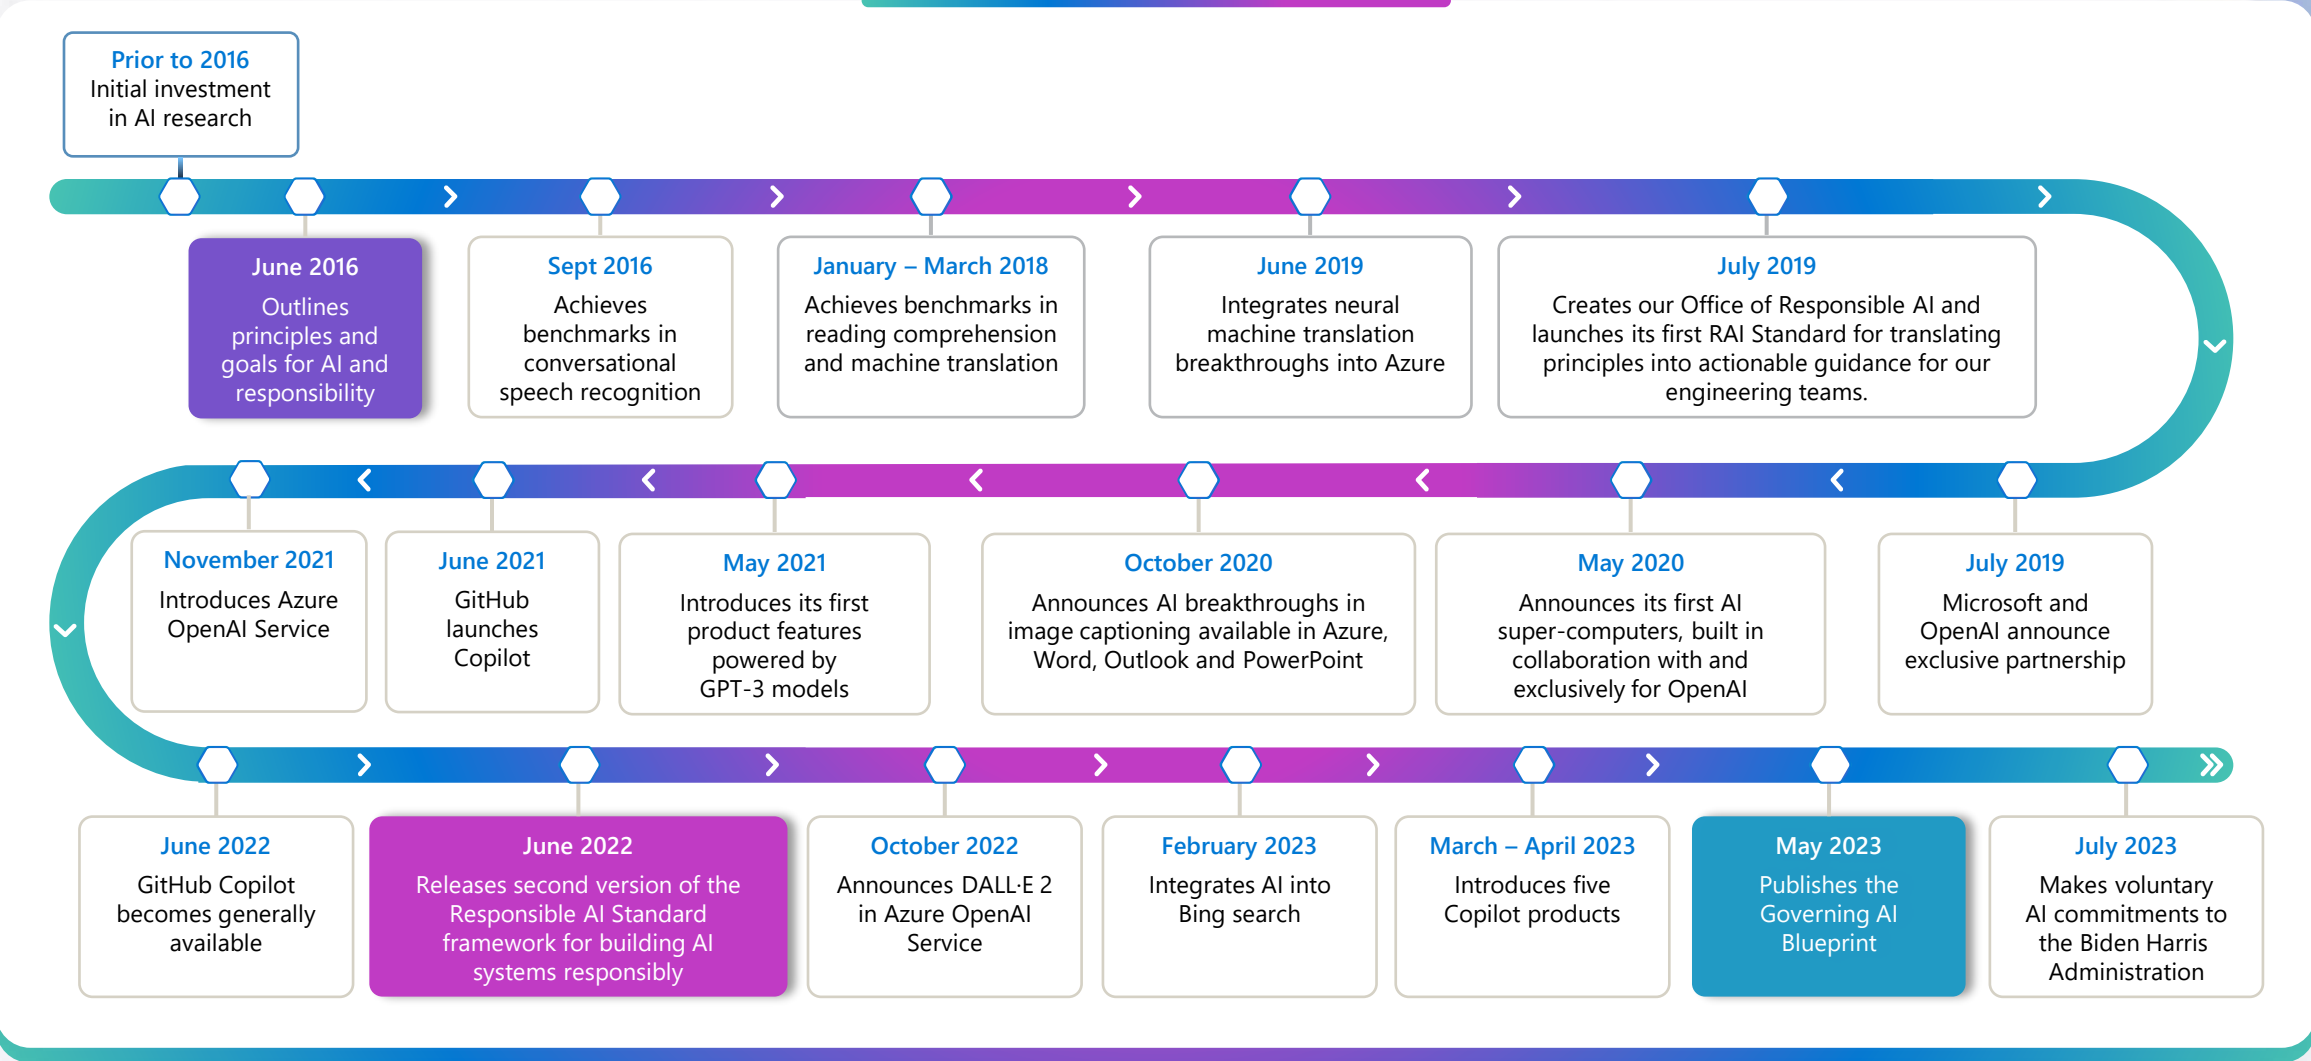 Prior to 2016
Initial investment
in AI research
June 2016
Outlines
principles and
goals for AI and
responsibility
Sept 2016
Achieves
benchmarks in
conversational
speech recognition
January – March 2018
Achieves benchmarks in
reading comprehension
and machine translation
June 2019
Integrates neural
machine translation
breakthroughs into Azure
July 2019
Creates our Office of Responsible AI and
launches its first RAI Standard for translating
principles into actionable guidance for our
engineering teams.
July 2019
Microsoft and
OpenAI announce
exclusive partnership
May 2020
Announces its first AI
super-computers, built in
collaboration with and
exclusively for OpenAI
October 2020
Announces AI breakthroughs in
image captioning available in Azure,
Word, Outlook and PowerPoint
May 2021
Introduces its first
product features
powered by
GPT-3 models
June 2021
GitHub
launches
Copilot
November 2021
Introduces Azure
OpenAI Service
June 2022
GitHub Copilot
becomes generally
available
June 2022
Releases second version of the
Responsible AI Standard
framework for building AI
systems responsibly
October 2022
Announces DALL·E 2
in Azure OpenAI
Service
February 2023
Integrates AI into
Bing search
March – April 2023
Introduces five
Copilot products
May 2023
Publishes the
Governing AI
Blueprint
July 2023
Makes voluntary
AI commitments to
the Biden Harris
Administration